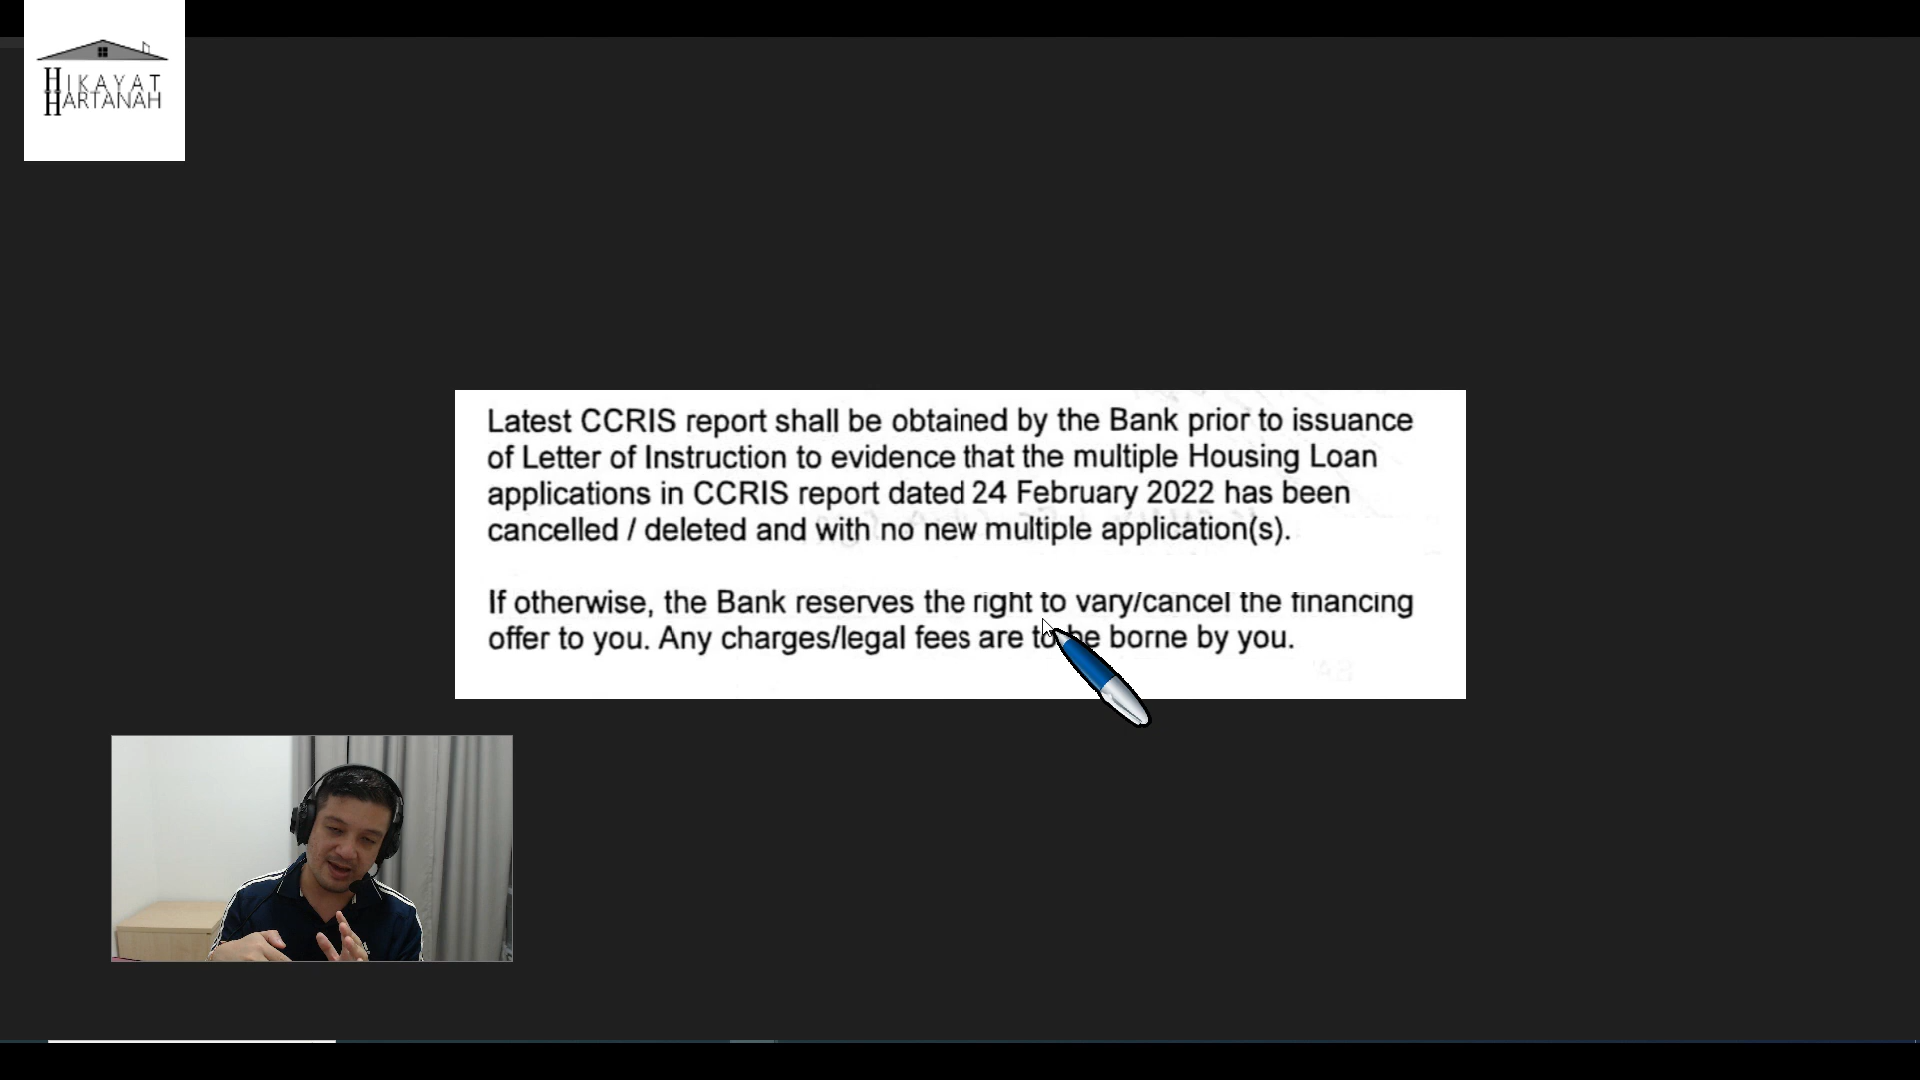 HIKAYAT
HARTANAH
Latest CCRIS report shall be obtained by the Bank prior to issuance
of Letter of Instruction to evidence that the multiple Housing Loan
applications in CCRIS report dated 24 February 2022 has been
cancelled / deleted and with no new multiple application(s).
If otherwise, the Bank reserves the right to vary/cancel the financing
offer to you. Any charges/legal fees are to be borne by you.